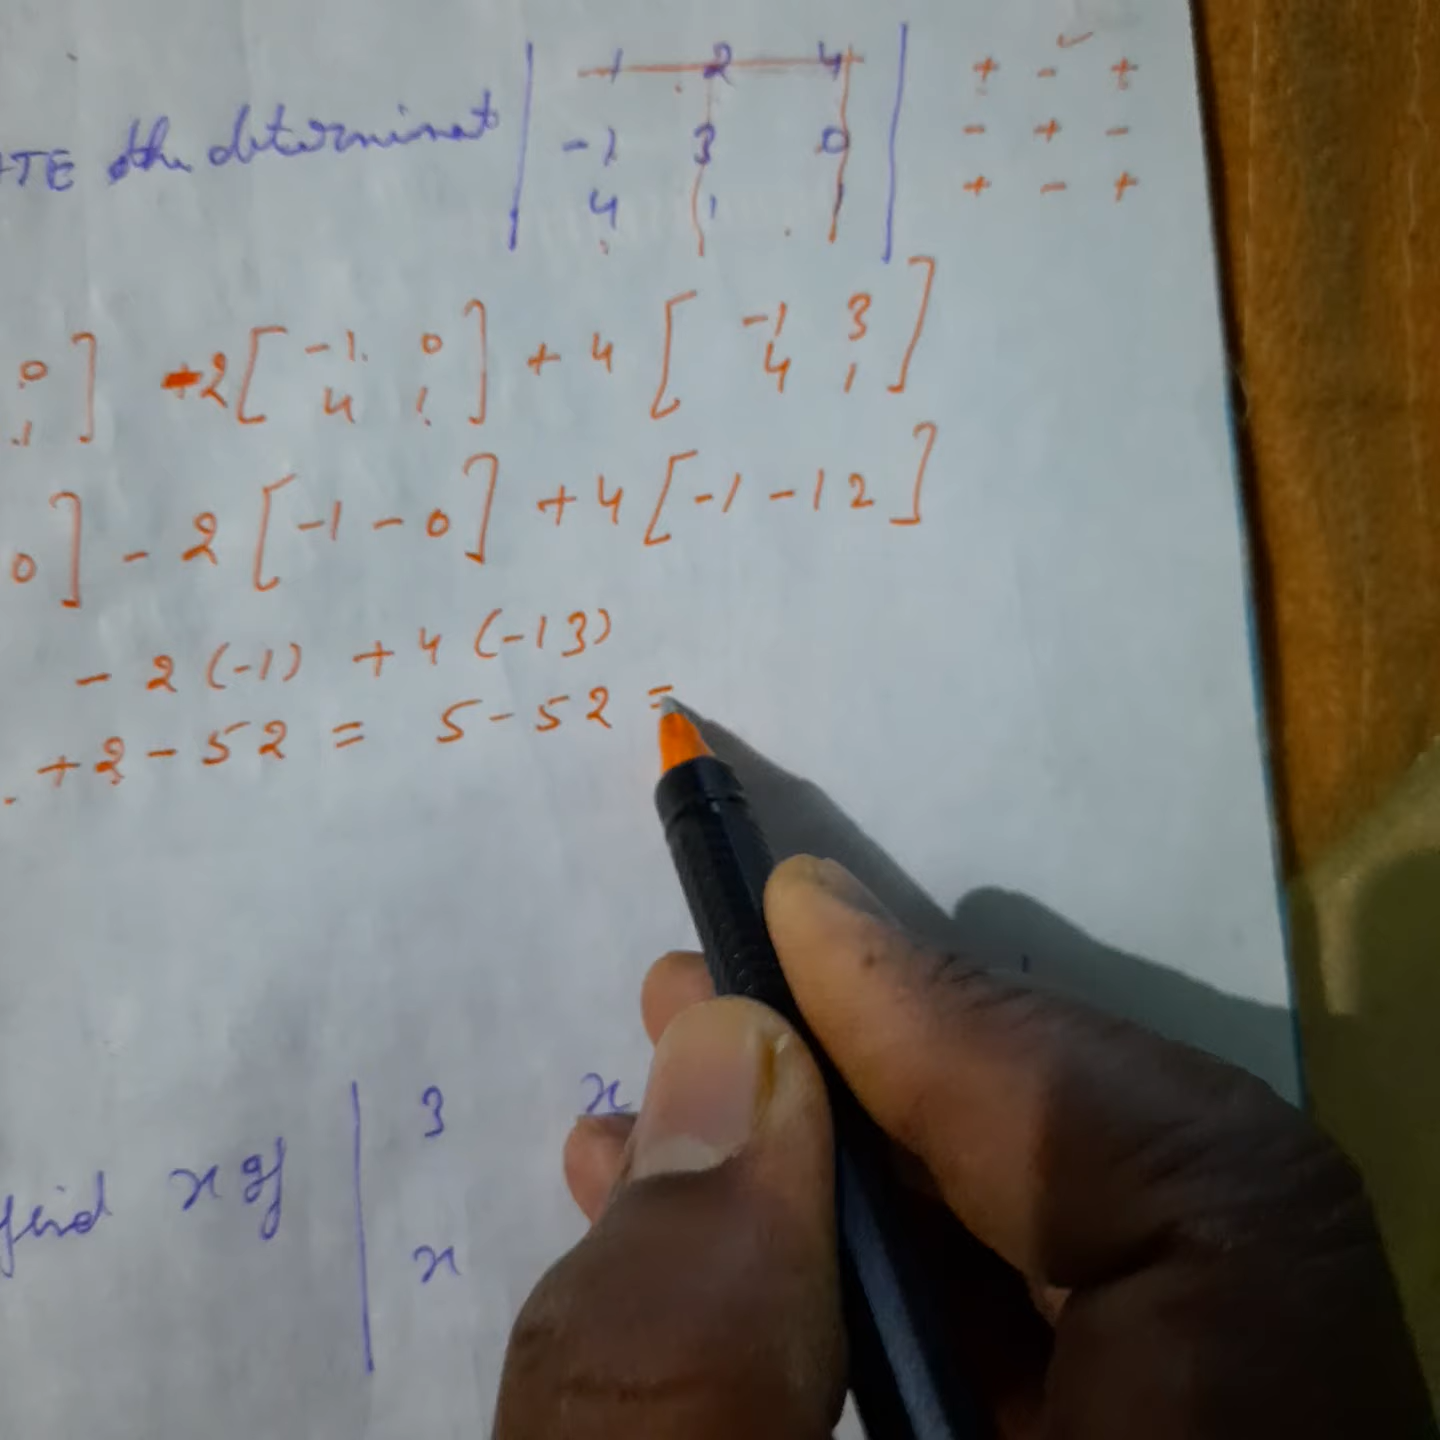 TE the determinat | 1 2 4 | + - +
-1 3 0 - + -
4 1 1 + - +
0 ] -2 [ -1 0 ] + 4 [ -1 3 ]
1 4 1 4 1
0 ] - 2 [ -1 - 0 ] + 4 [ -1 - 12 ]
- 2 (-1) + 4 (-13)
+ 2 - 52 = 5 - 52 =
find x if | 3 x
x